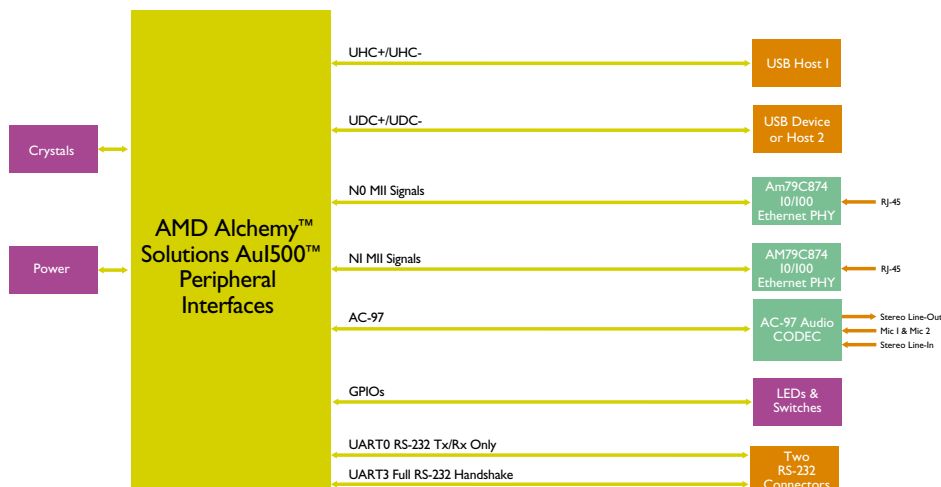 UHC+/UHC-
USB Host 1
UDC+/UDC-
USB Device
or Host 2
Crystals
N0 MII Signals
Am79C874
10/100
Ethernet PHY
RJ-45
AMD Alchemy™
Solutions Au1500™
Peripheral
Interfaces
Power
N1 MII Signals
AM79C874
10/100
Ethernet PHY
RJ-45
AC-97
AC-97 Audio
CODEC
Stereo Line-Out
Mic 1 & Mic 2
Stereo Line-In
GPIOs
LEDs &
Switches
UART0 RS-232 Tx/Rx Only
UART3 Full RS-232 Handshake
Two
RS-232
Connectors